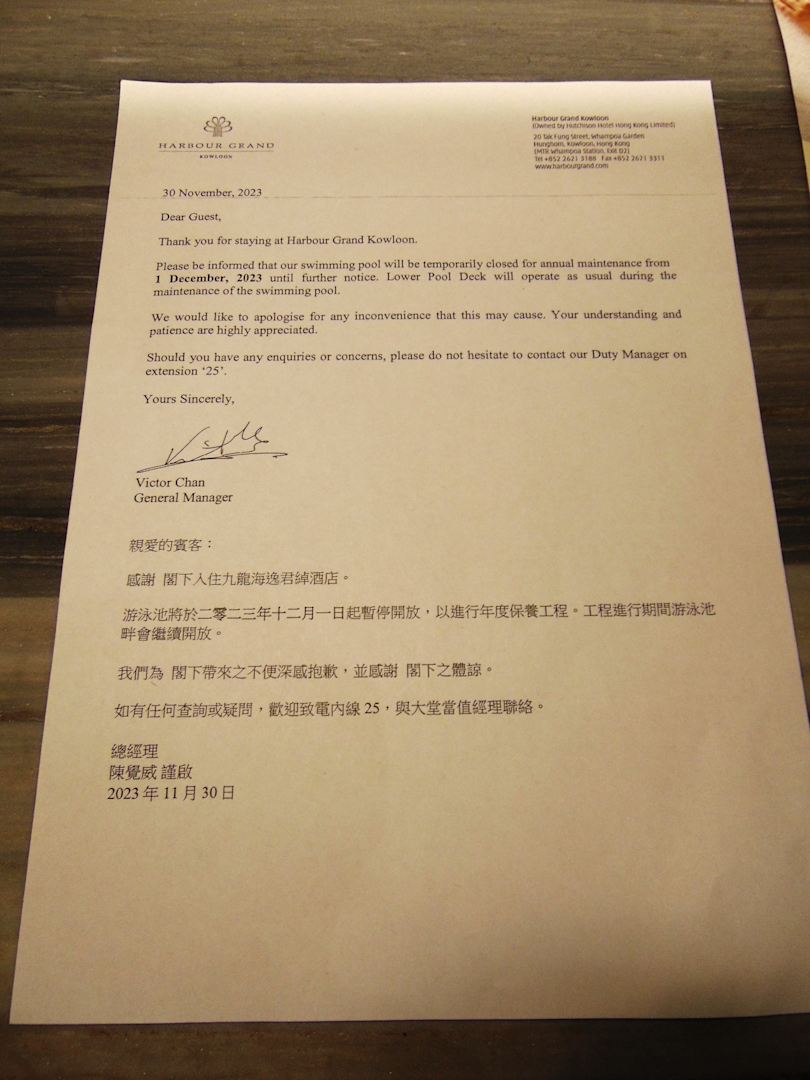 HARBOUR GRAND
KOWLOON
Harbour Grand Kowloon
(Owned by Hutchison Hotel Hong Kong Limited)
20 Tak Fung Street, Whampoa Garden
Hunghom, Kowloon, Hong Kong
(MTR Whampoa Station, Exit D2)
Tel +852 2621 3188 Fax +852 2621 3311
www.harbourgrand.com
30 November, 2023
Dear Guest,
Thank you for staying at Harbour Grand Kowloon.
Please be informed that our swimming pool will be temporarily closed for annual maintenance from
1 December, 2023 until further notice. Lower Pool Deck will operate as usual during the
maintenance of the swimming pool.
We would like to apologise for any inconvenience that this may cause. Your understanding and
patience are highly appreciated.
Should you have any enquiries or concerns, please do not hesitate to contact our Duty Manager on
extension ‘25’.
Yours Sincerely,
Victor Chan
General Manager
親愛的賓客：
感謝 閣下入住九龍海逸君綽酒店。
游泳池將於二零二三年十二月一日起暫停開放，以進行年度保養工程。工程進行期間游泳池
畔會繼續開放。
我們為 閣下帶來之不便深感抱歉，並感謝 閣下之體諒。
如有任何查詢或疑問，歡迎致電內線 25，與大堂當值經理聯絡。
總經理
陳覺威 謹啟
2023 年 11 月 30 日